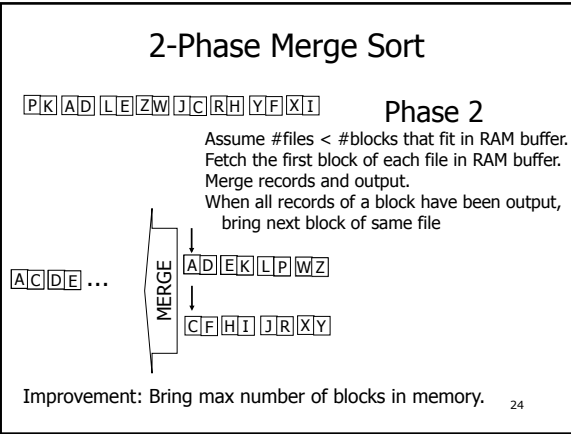 2-Phase Merge Sort
PK AD LE ZW JC RH YF XI
Phase 2
Assume #files < #blocks that fit in RAM buffer.
Fetch the first block of each file in RAM buffer.
Merge records and output.
When all records of a block have been output,
bring next block of same file
AC DE ...
MERGE
AD EK LP WZ
CF HI JR XY
Improvement: Bring max number of blocks in memory.
24